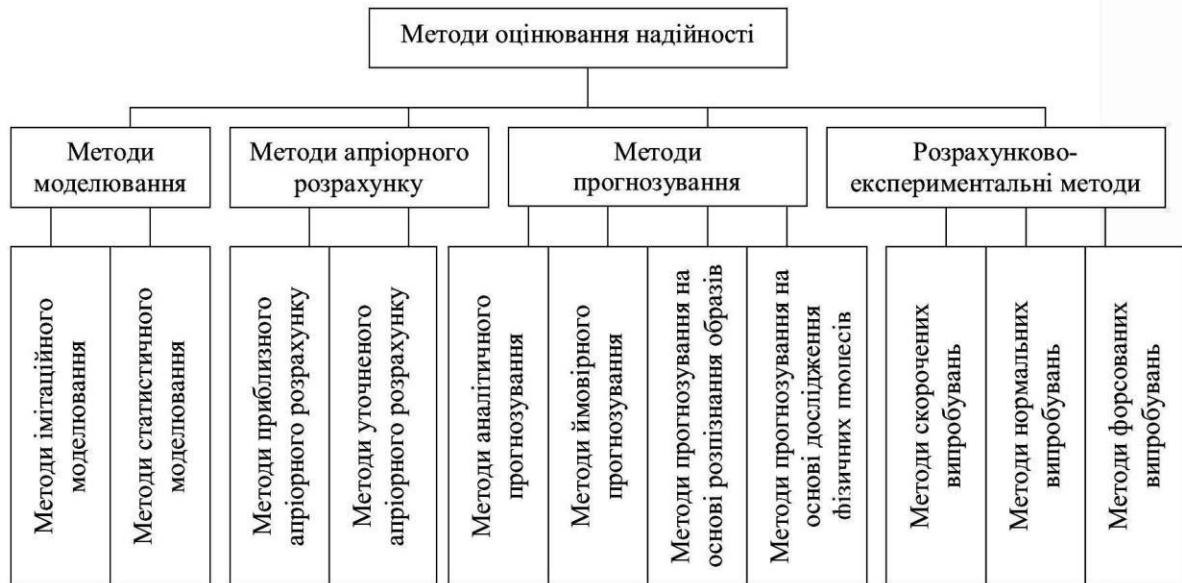 Методи оцінювання надійності
Методи
моделювання
Методи апріорного
розрахунку
Методи
прогнозування
Розрахунково-
експериментальні методи
Методи імітаційного
моделювання
Методи статистичного
моделювання
Методи приблизного
апріорного розрахунку
Методи уточненого
апріорного розрахунку
Методи аналітичного
прогнозування
Методи ймовірного
прогнозування
Методи прогнозування на
основі розпізнання образів
Методи прогнозування на
основі дослідження
фізичних процесів
Методи скорочених
випробувань
Методи нормальних
випробувань
Методи форсованих
випробувань